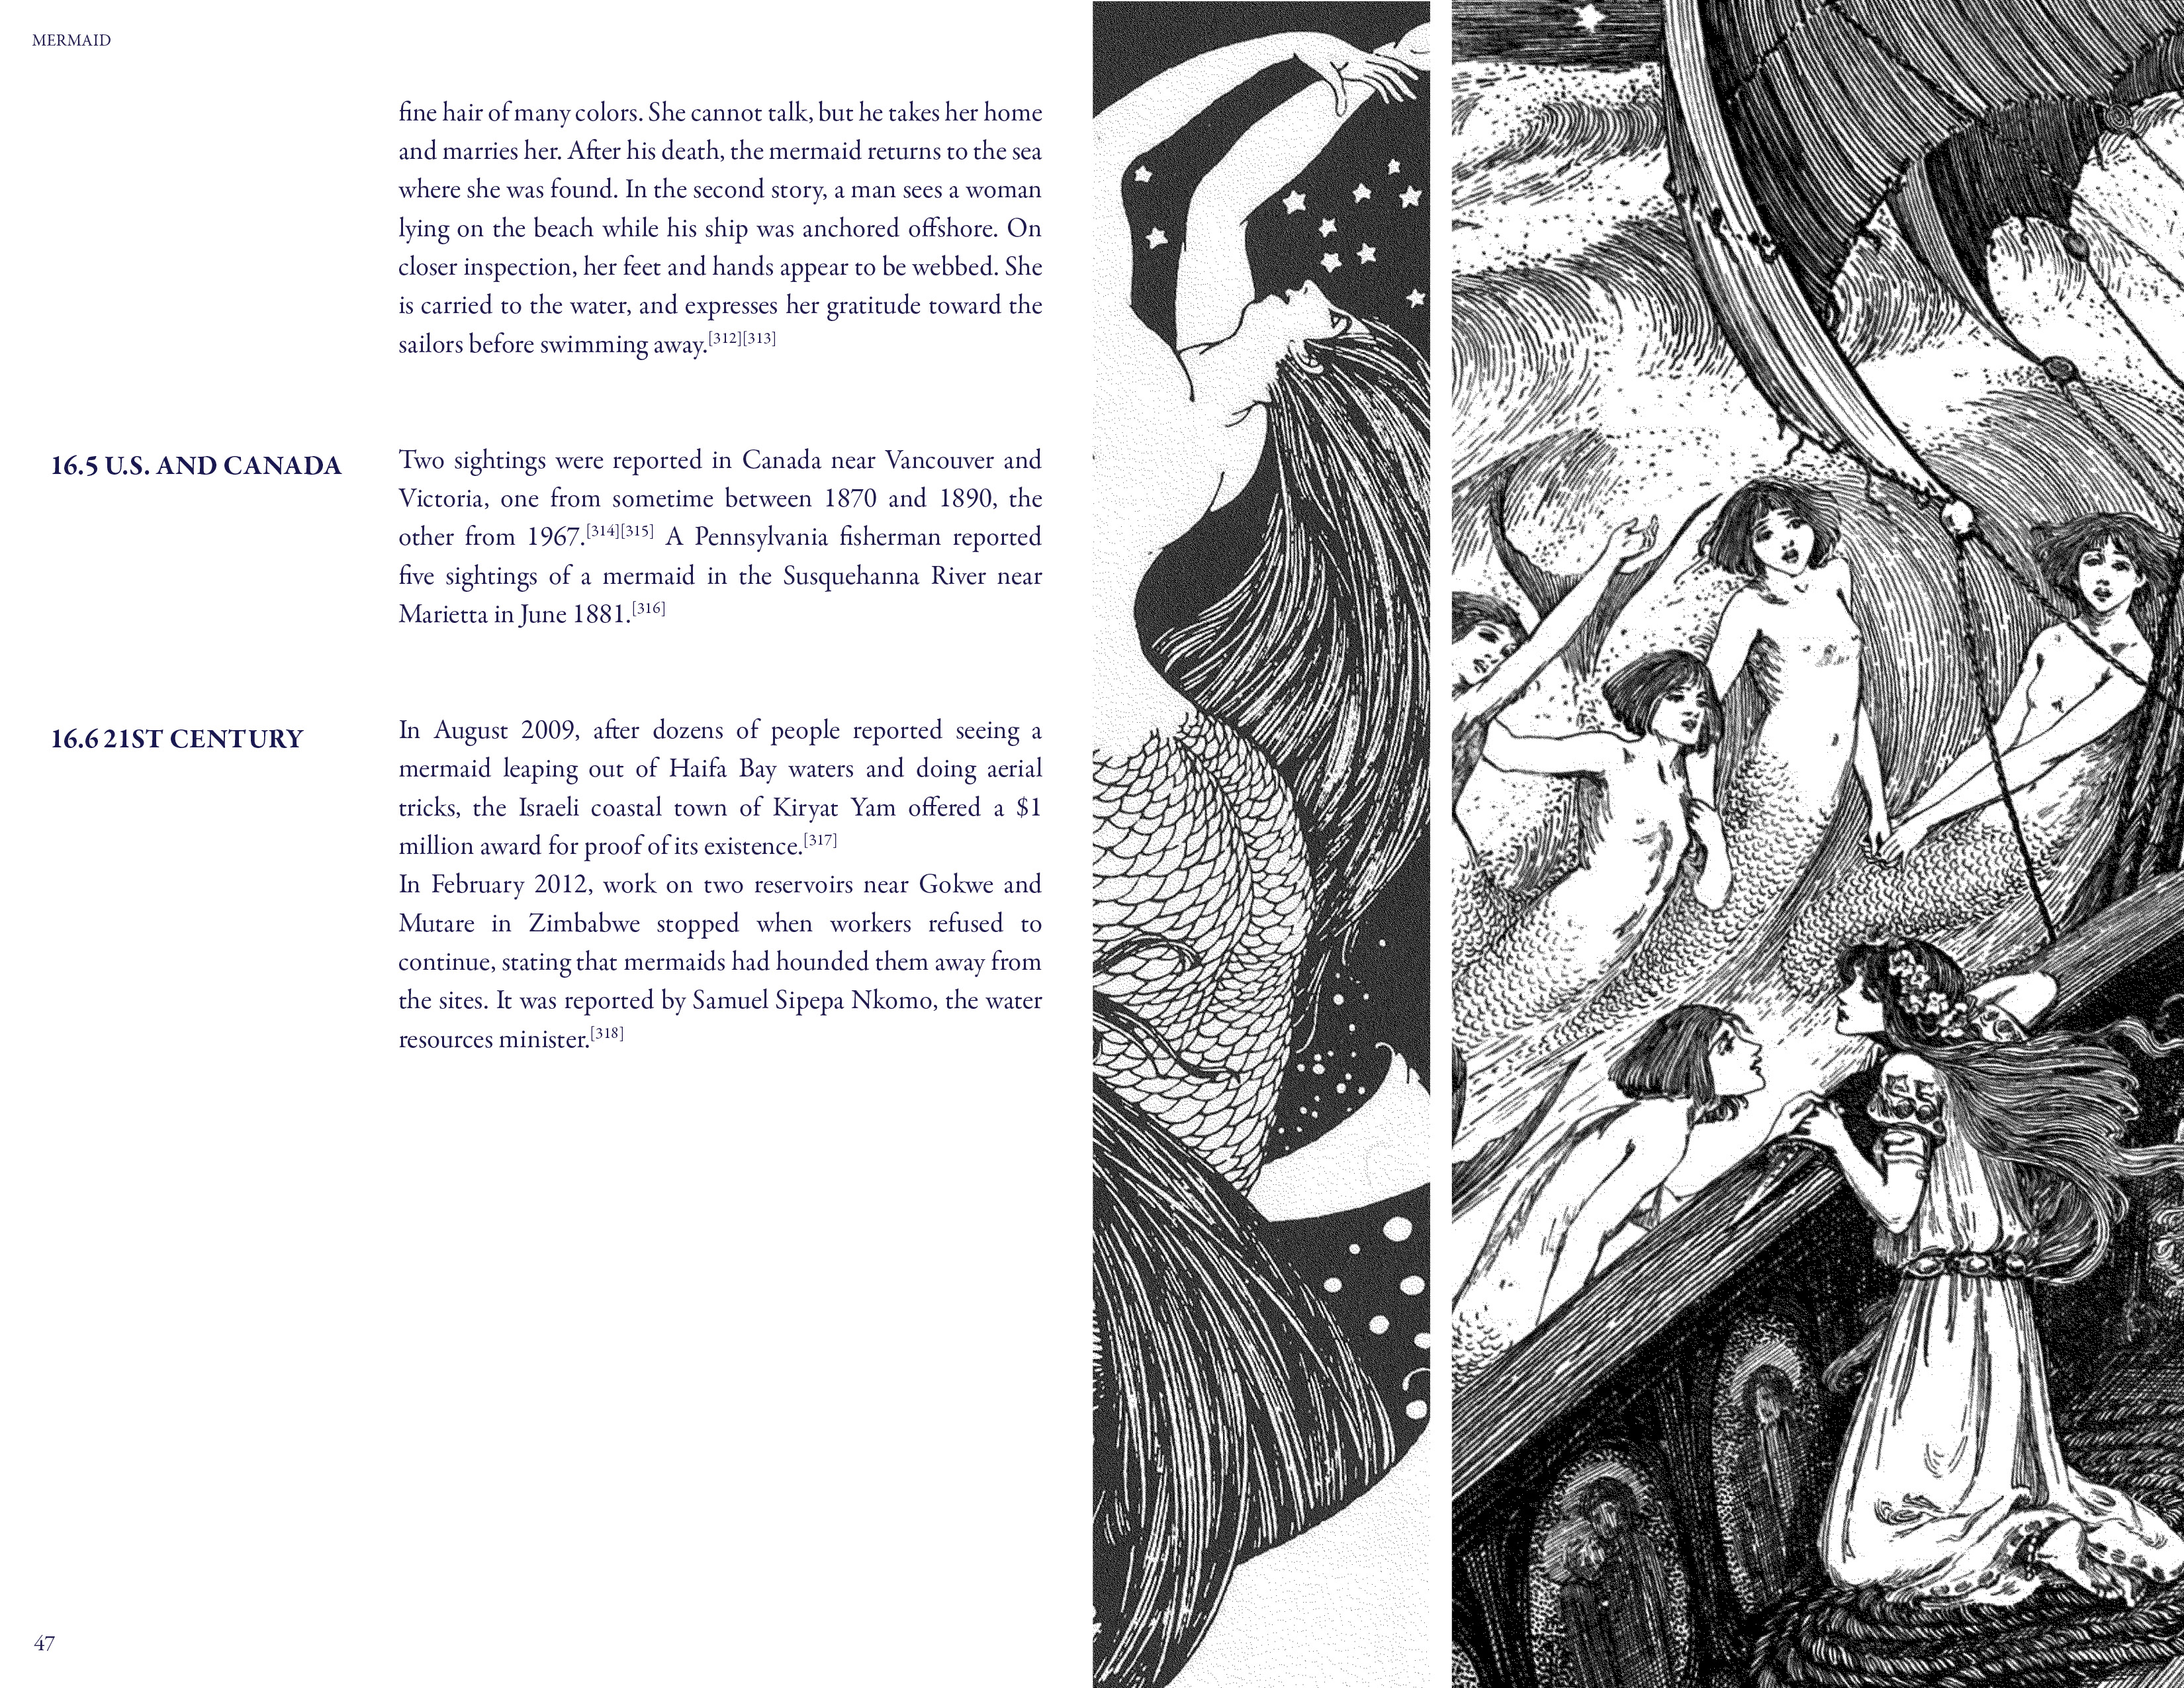 MERMAID
fine hair of many colors. She cannot talk, but he takes her home
and marries her. After his death, the mermaid returns to the sea
where she was found. In the second story, a man sees a woman
lying on the beach while his ship was anchored offshore. On
closer inspection, her feet and hands appear to be webbed. She
is carried to the water, and expresses her gratitude toward the
sailors before swimming away.[312][313]
16.5 U.S. AND CANADA
Two sightings were reported in Canada near Vancouver and
Victoria, one from sometime between 1870 and 1890, the
other from 1967.[314][315] A Pennsylvania fisherman reported
five sightings of a mermaid in the Susquehanna River near
Marietta in June 1881.[316]
16.6 21ST CENTURY
In August 2009, after dozens of people reported seeing a
mermaid leaping out of Haifa Bay waters and doing aerial
tricks, the Israeli coastal town of Kiryat Yam offered a $1
million award for proof of its existence.[317]
In February 2012, work on two reservoirs near Gokwe and
Mutare in Zimbabwe stopped when workers refused to
continue, stating that mermaids had hounded them away from
the sites. It was reported by Samuel Sipepa Nkomo, the water
resources minister.[318]
47